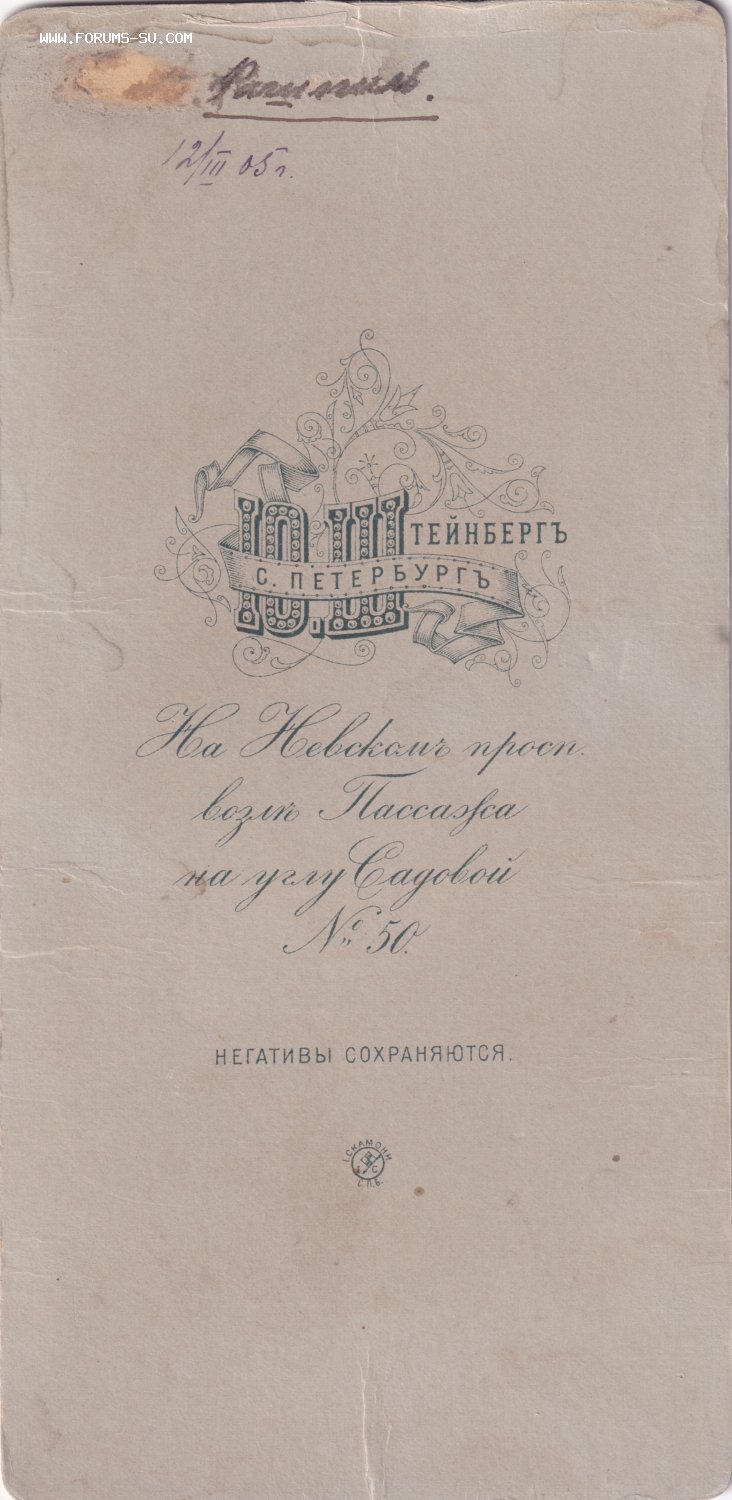 WWW.FORUMS-SU.COM
12/III 05 г.
Ю. ШТЕЙНБЕРГЪ
С. ПЕТЕРБУРГЪ
На Невскомъ просп.
возлѣ Пассажа
на углу Садовой
№ 50.
НЕГАТИВЫ СОХРАНЯЮТСЯ.
І. СКАМОНИ
С.П.Б.